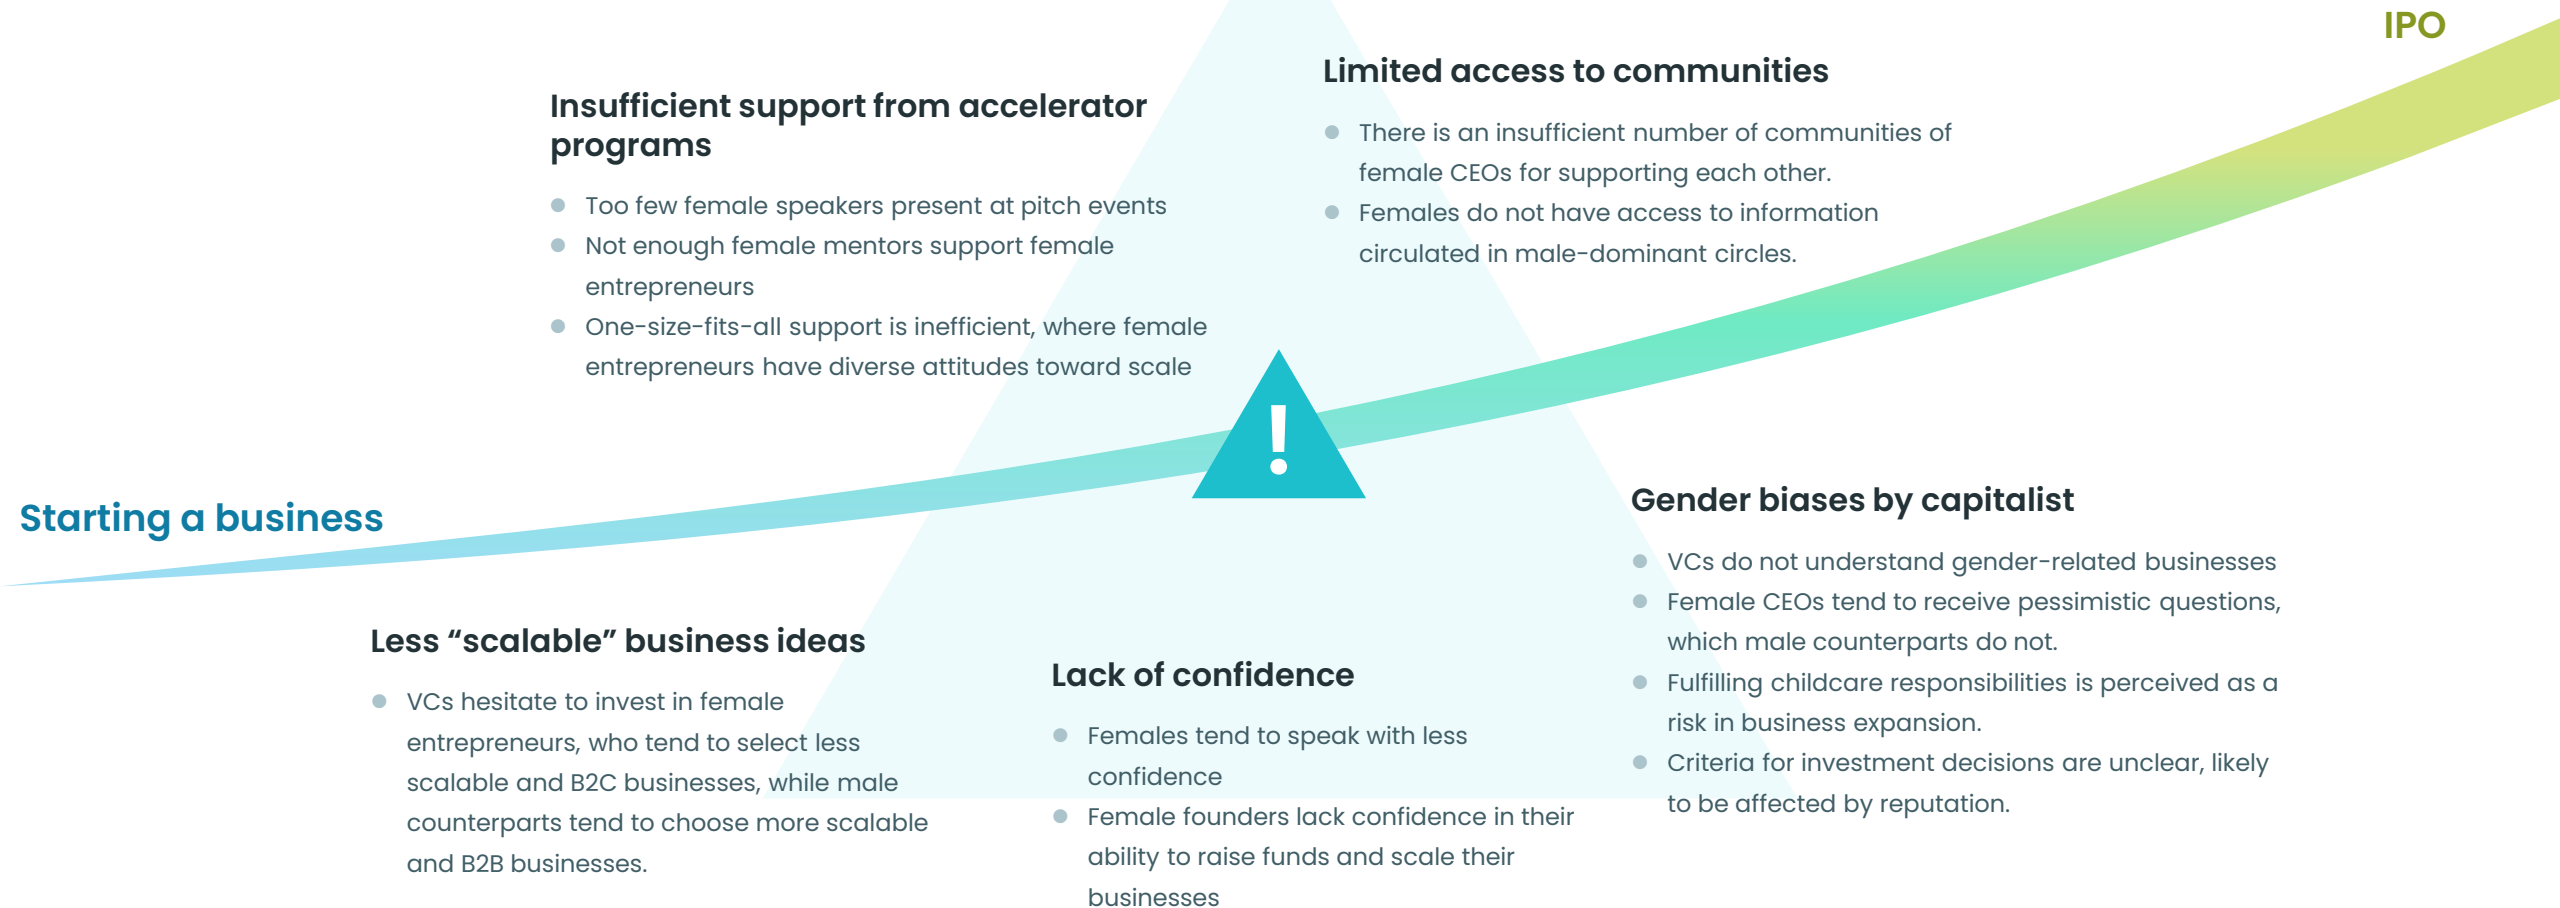 IPO
Limited access to communities
There is an insufficient number of communities of
female CEOs for supporting each other.
Females do not have access to information
circulated in male-dominant circles.
Insufficient support from accelerator
programs
Too few female speakers present at pitch events
Not enough female mentors support female
entrepreneurs
One-size-fits-all support is inefficient, where female
entrepreneurs have diverse attitudes toward scale
!
Starting a business
Less “scalable” business ideas
VCs hesitate to invest in female
entrepreneurs, who tend to select less
scalable and B2C businesses, while male
counterparts tend to choose more scalable
and B2B businesses.
Lack of confidence
Females tend to speak with less
confidence
Female founders lack confidence in their
ability to raise funds and scale their
businesses
Gender biases by capitalist
VCs do not understand gender-related businesses
Female CEOs tend to receive pessimistic questions,
which male counterparts do not.
Fulfilling childcare responsibilities is perceived as a
risk in business expansion.
Criteria for investment decisions are unclear, likely
to be affected by reputation.